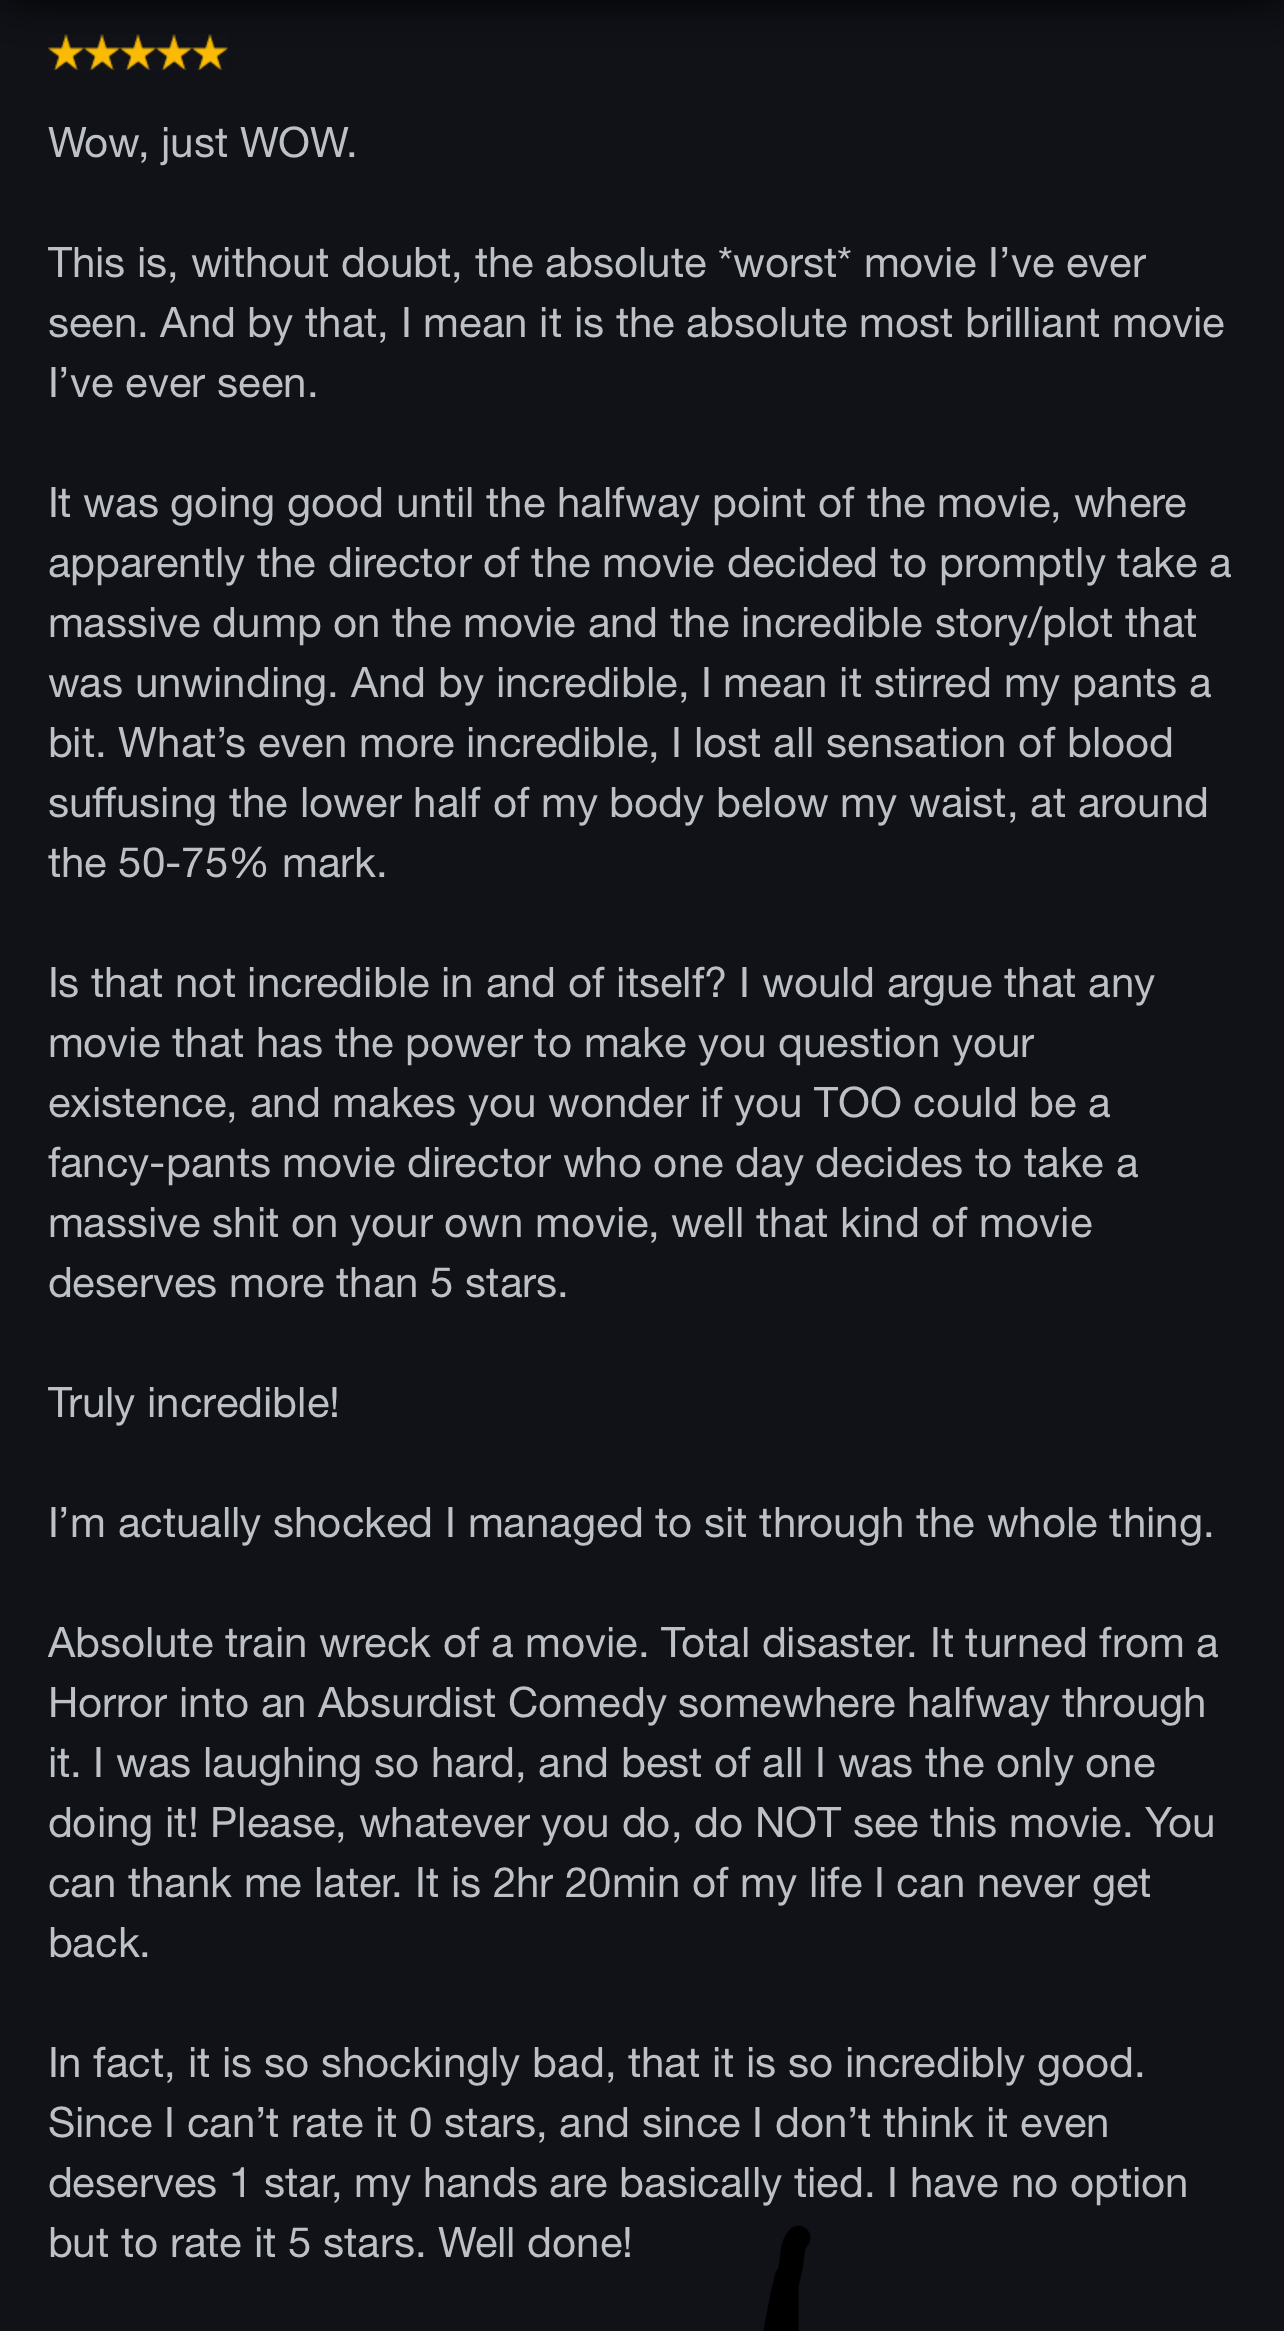 Wow, just WOW.
This is, without doubt, the absolute *worst* movie I’ve ever
seen. And by that, I mean it is the absolute most brilliant movie
I’ve ever seen.
It was going good until the halfway point of the movie, where
apparently the director of the movie decided to promptly take a
massive dump on the movie and the incredible story/plot that
was unwinding. And by incredible, I mean it stirred my pants a
bit. What’s even more incredible, I lost all sensation of blood
suffusing the lower half of my body below my waist, at around
the 50-75% mark.
Is that not incredible in and of itself? I would argue that any
movie that has the power to make you question your
existence, and makes you wonder if you TOO could be a
fancy-pants movie director who one day decides to take a
massive shit on your own movie, well that kind of movie
deserves more than 5 stars.
Truly incredible!
I’m actually shocked I managed to sit through the whole thing.
Absolute train wreck of a movie. Total disaster. It turned from a
Horror into an Absurdist Comedy somewhere halfway through
it. I was laughing so hard, and best of all I was the only one
doing it! Please, whatever you do, do NOT see this movie. You
can thank me later. It is 2hr 20min of my life I can never get
back.
In fact, it is so shockingly bad, that it is so incredibly good.
Since I can’t rate it 0 stars, and since I don’t think it even
deserves 1 star, my hands are basically tied. I have no option
but to rate it 5 stars. Well done!